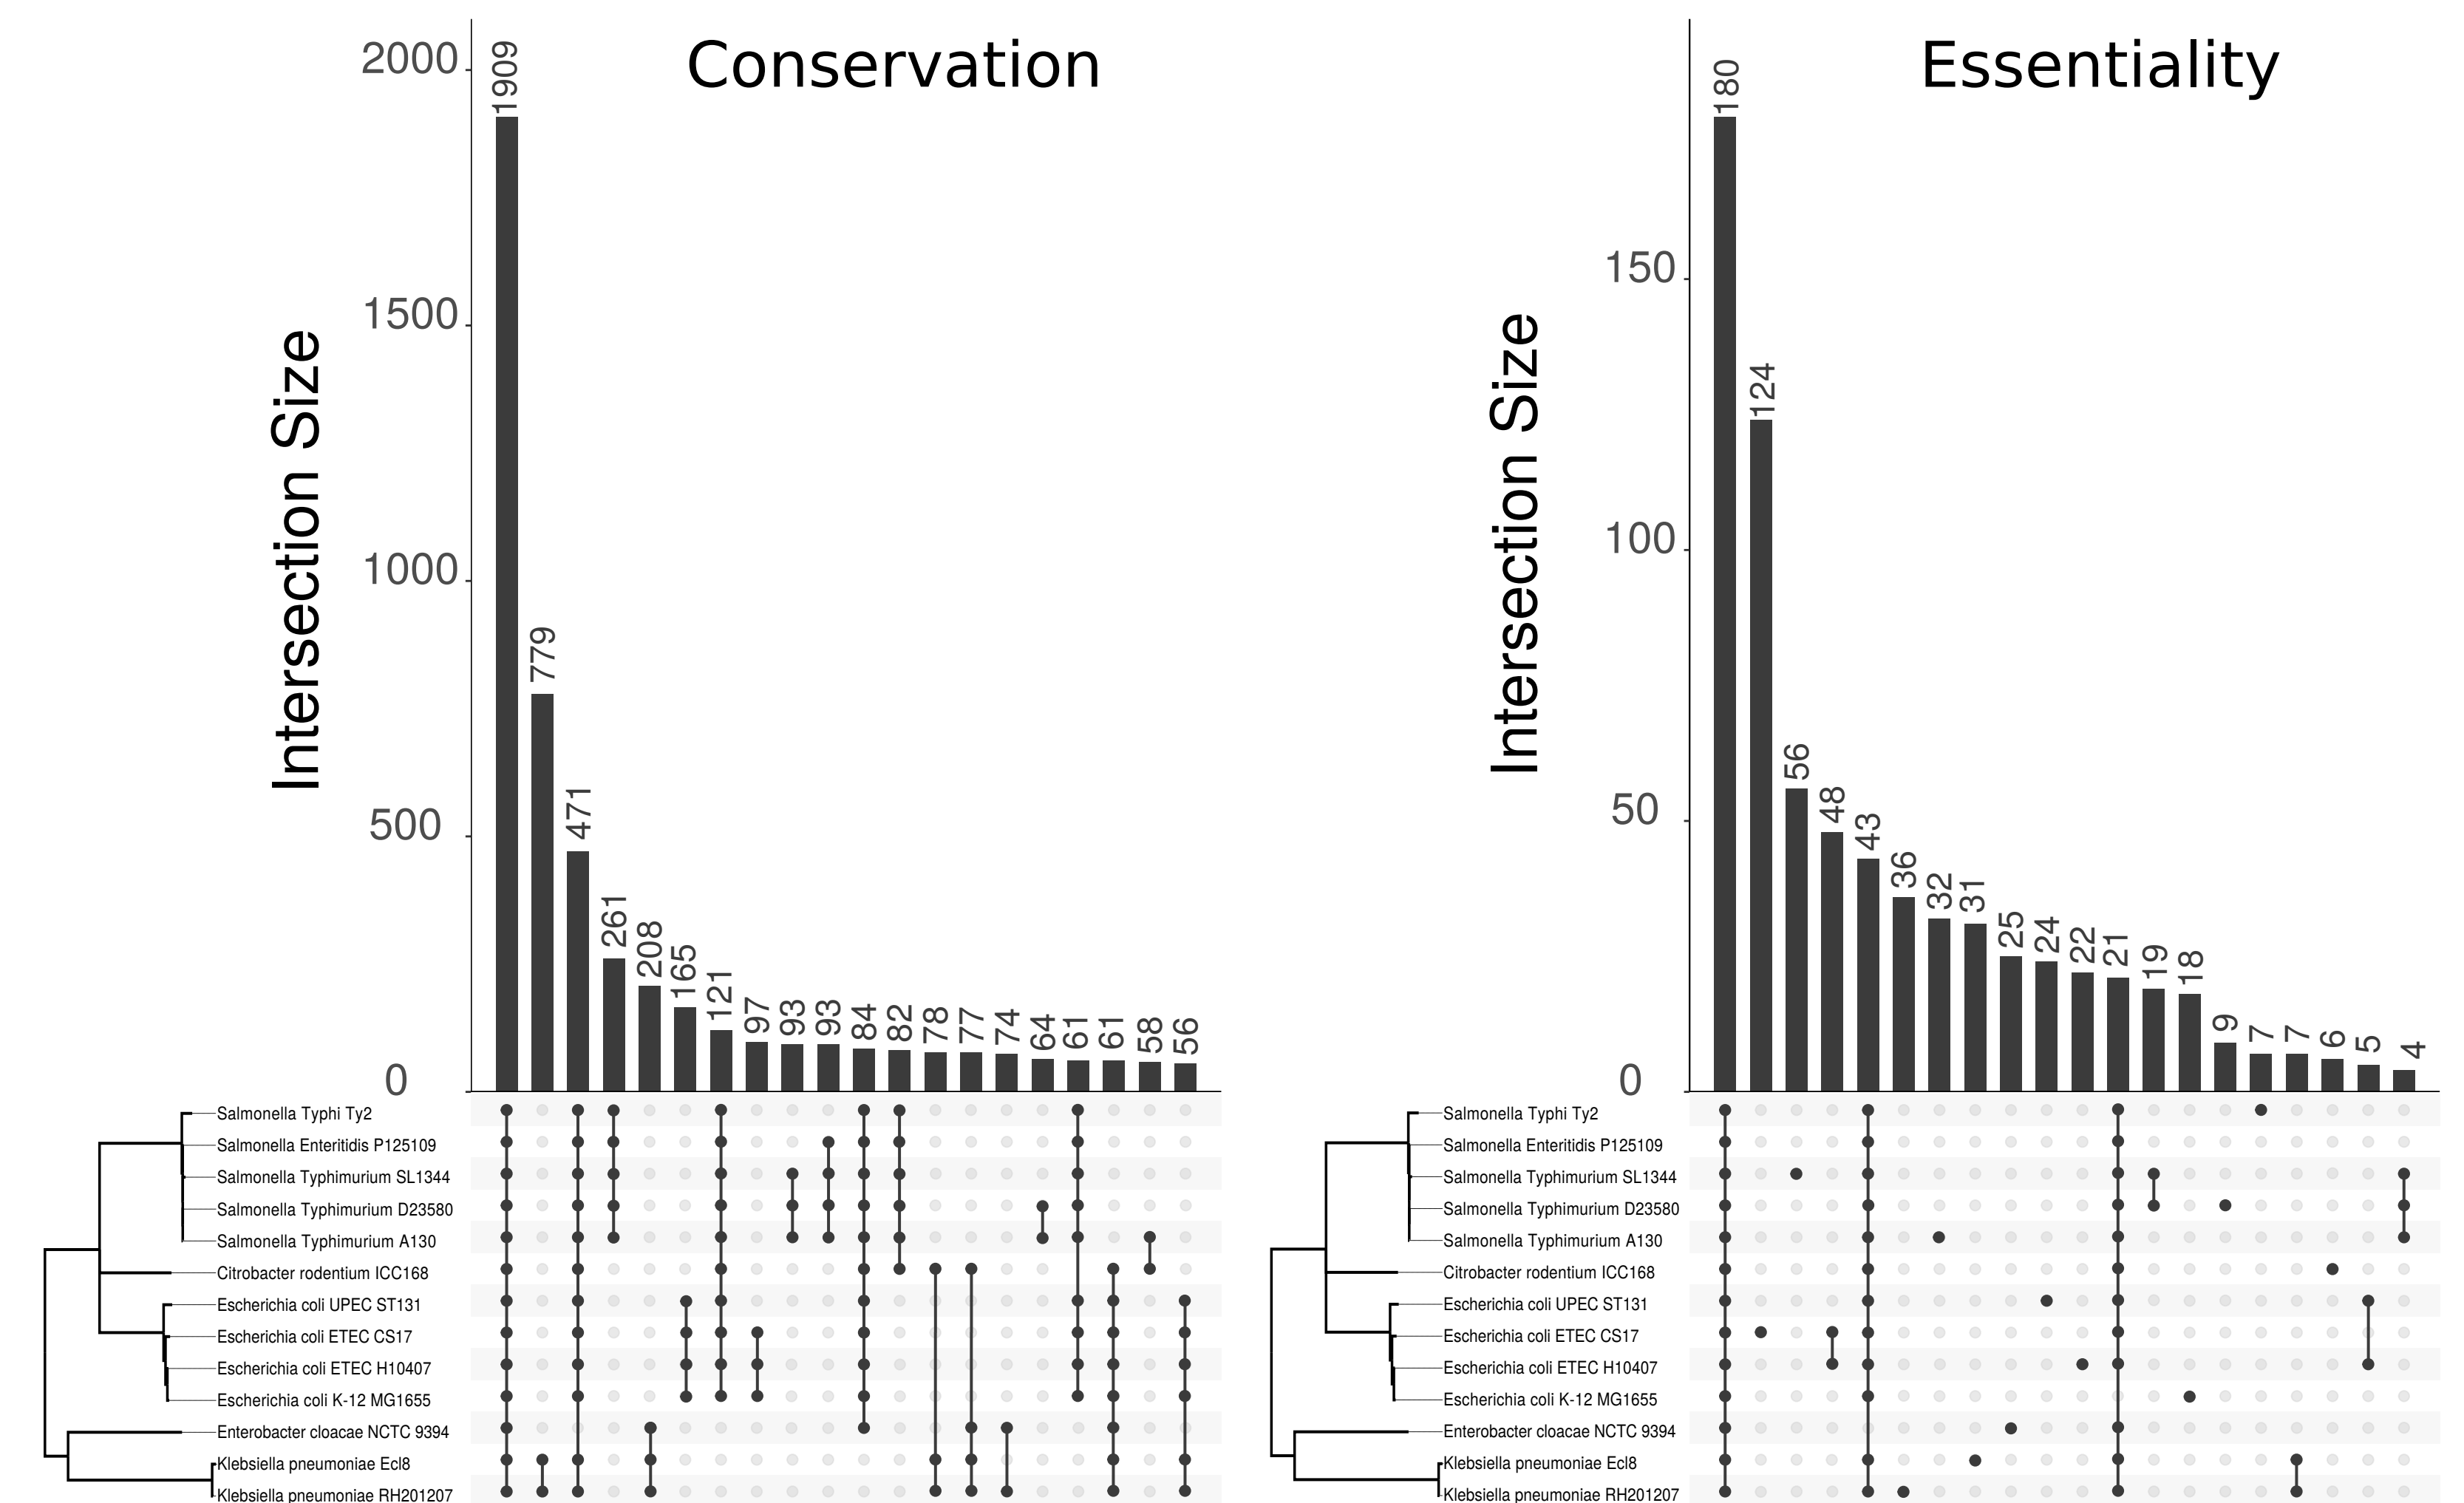 Conservation
Intersection Size
2000
1500
1000
500
0
1909
779
471
261
208
165
121
97
93
93
84
82
78
77
74
64
61
61
58
56
Salmonella Typhi Ty2
Salmonella Enteritidis P125109
Salmonella Typhimurium SL1344
Salmonella Typhimurium D23580
Salmonella Typhimurium A130
Citrobacter rodentium ICC168
Escherichia coli UPEC ST131
Escherichia coli ETEC CS17
Escherichia coli ETEC H10407
Escherichia coli K-12 MG1655
Enterobacter cloacae NCTC 9394
Klebsiella pneumoniae Ecl8
Klebsiella pneumoniae RH201207
Essentiality
Intersection Size
150
100
50
0
180
124
56
48
43
36
32
31
25
24
22
21
19
18
9
7
7
6
5
4
Salmonella Typhi Ty2
Salmonella Enteritidis P125109
Salmonella Typhimurium SL1344
Salmonella Typhimurium D23580
Salmonella Typhimurium A130
Citrobacter rodentium ICC168
Escherichia coli UPEC ST131
Escherichia coli ETEC CS17
Escherichia coli ETEC H10407
Escherichia coli K-12 MG1655
Enterobacter cloacae NCTC 9394
Klebsiella pneumoniae Ecl8
Klebsiella pneumoniae RH201207